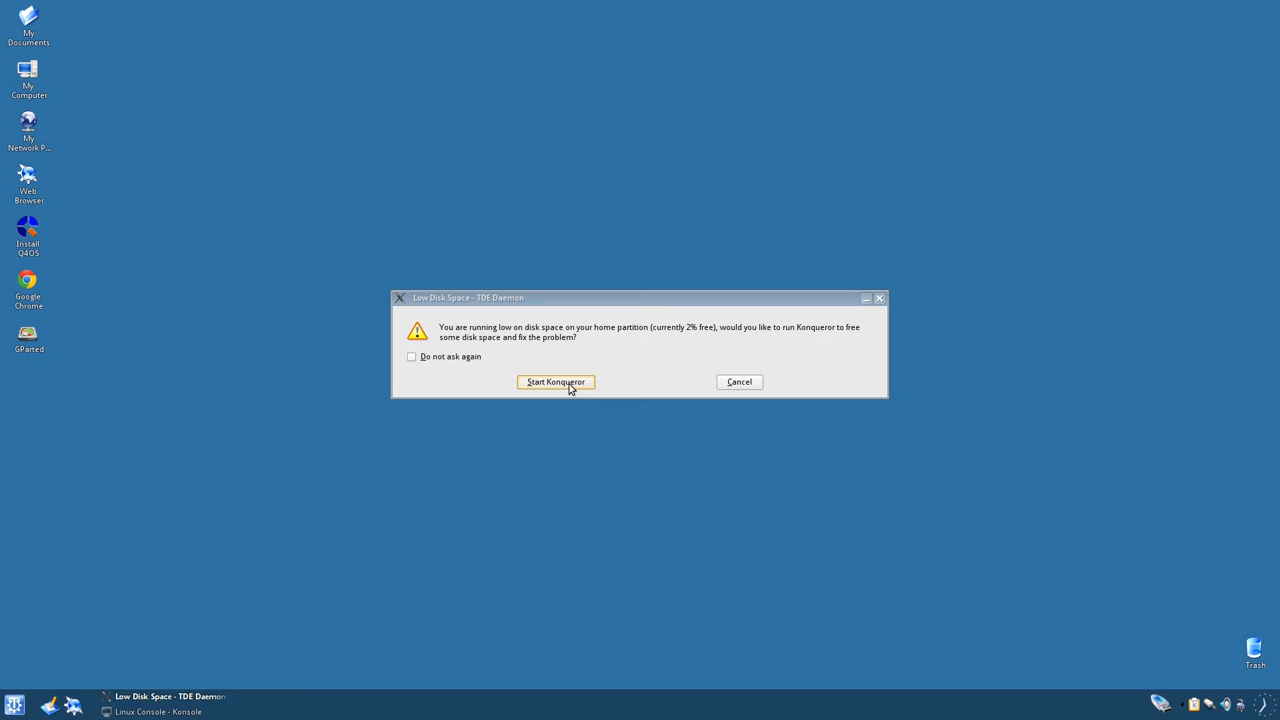 My
Documents
My
Computer
My
Network P...
Web
Browser
Install
Q4OS
Google
Chrome
GParted
Low Disk Space - TDE Daemon
You are running low on disk space on your home partition (currently 2% free), would you like to run Konqueror to free
some disk space and fix the problem?
Do not ask again
Start Konqueror
Cancel
Trash
Low Disk Space - TDE Daemon
Linux Console - Konsole